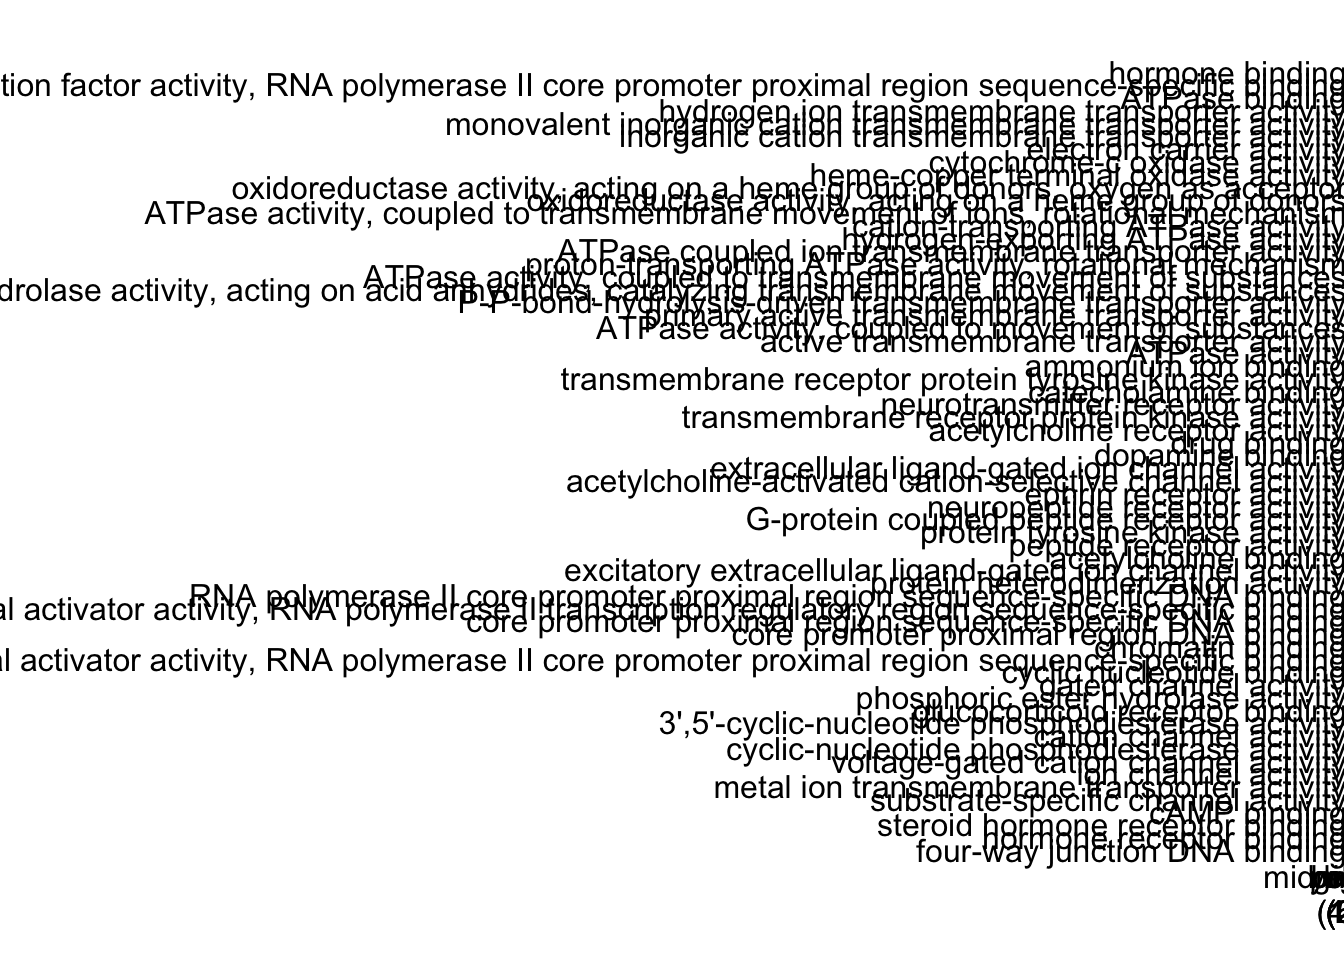 hormone binding
tion factor activity, RNA polymerase II core promoter proximal region sequence-specific binding
ATPase binding
hydrogen ion transmembrane transporter activity
monovalent inorganic cation transmembrane transporter activity
inorganic cation transmembrane transporter activity
electron carrier activity
cytochrome-c oxidase activity
heme-copper terminal oxidase activity
oxidoreductase activity, acting on a heme group of donors, oxygen as acceptor
oxidoreductase activity, acting on a heme group of donors
ATPase activity, coupled to transmembrane movement of ions, rotational mechanism
cation-transporting ATPase activity
hydrogen-exporting ATPase activity
ATPase coupled ion transmembrane transporter activity
proton-transporting ATPase activity, rotational mechanism
ATPase activity, coupled to transmembrane movement of substances
drolase activity, acting on acid anhydrides, catalyzing transmembrane movement of substances
P-P-bond-hydrolysis-driven transmembrane transporter activity
primary active transmembrane transporter activity
ATPase activity, coupled to movement of substances
active transmembrane transporter activity
ATPase activity
ammonium ion binding
transmembrane receptor protein tyrosine kinase activity
catecholamine binding
neurotransmitter receptor activity
transmembrane receptor protein kinase activity
acetylcholine receptor activity
drug binding
dopamine binding
extracellular ligand-gated ion channel activity
acetylcholine-activated cation-selective channel activity
ephrin receptor activity
neuropeptide receptor activity
G-protein coupled peptide receptor activity
protein tyrosine kinase activity
peptide receptor activity
acetylcholine binding
excitatory extracellular ligand-gated ion channel activity
protein heterodimerization activity
RNA polymerase II core promoter proximal region sequence-specific DNA binding
al activator activity, RNA polymerase II transcription regulatory region sequence-specific binding
core promoter proximal region sequence-specific DNA binding
core promoter proximal region DNA binding
chromatin binding
al activator activity, RNA polymerase II core promoter proximal region sequence-specific binding
cyclic nucleotide binding
gated channel activity
phosphoric ester hydrolase activity
glucocorticoid receptor binding
3',5'-cyclic-nucleotide phosphodiesterase activity
cation channel activity
cyclic-nucleotide phosphodiesterase activity
voltage-gated cation channel activity
ion channel activity
metal ion transmembrane transporter activity
substrate-specific channel activity
cAMP binding
steroid hormone receptor binding
hormone receptor binding
four-way junction DNA binding